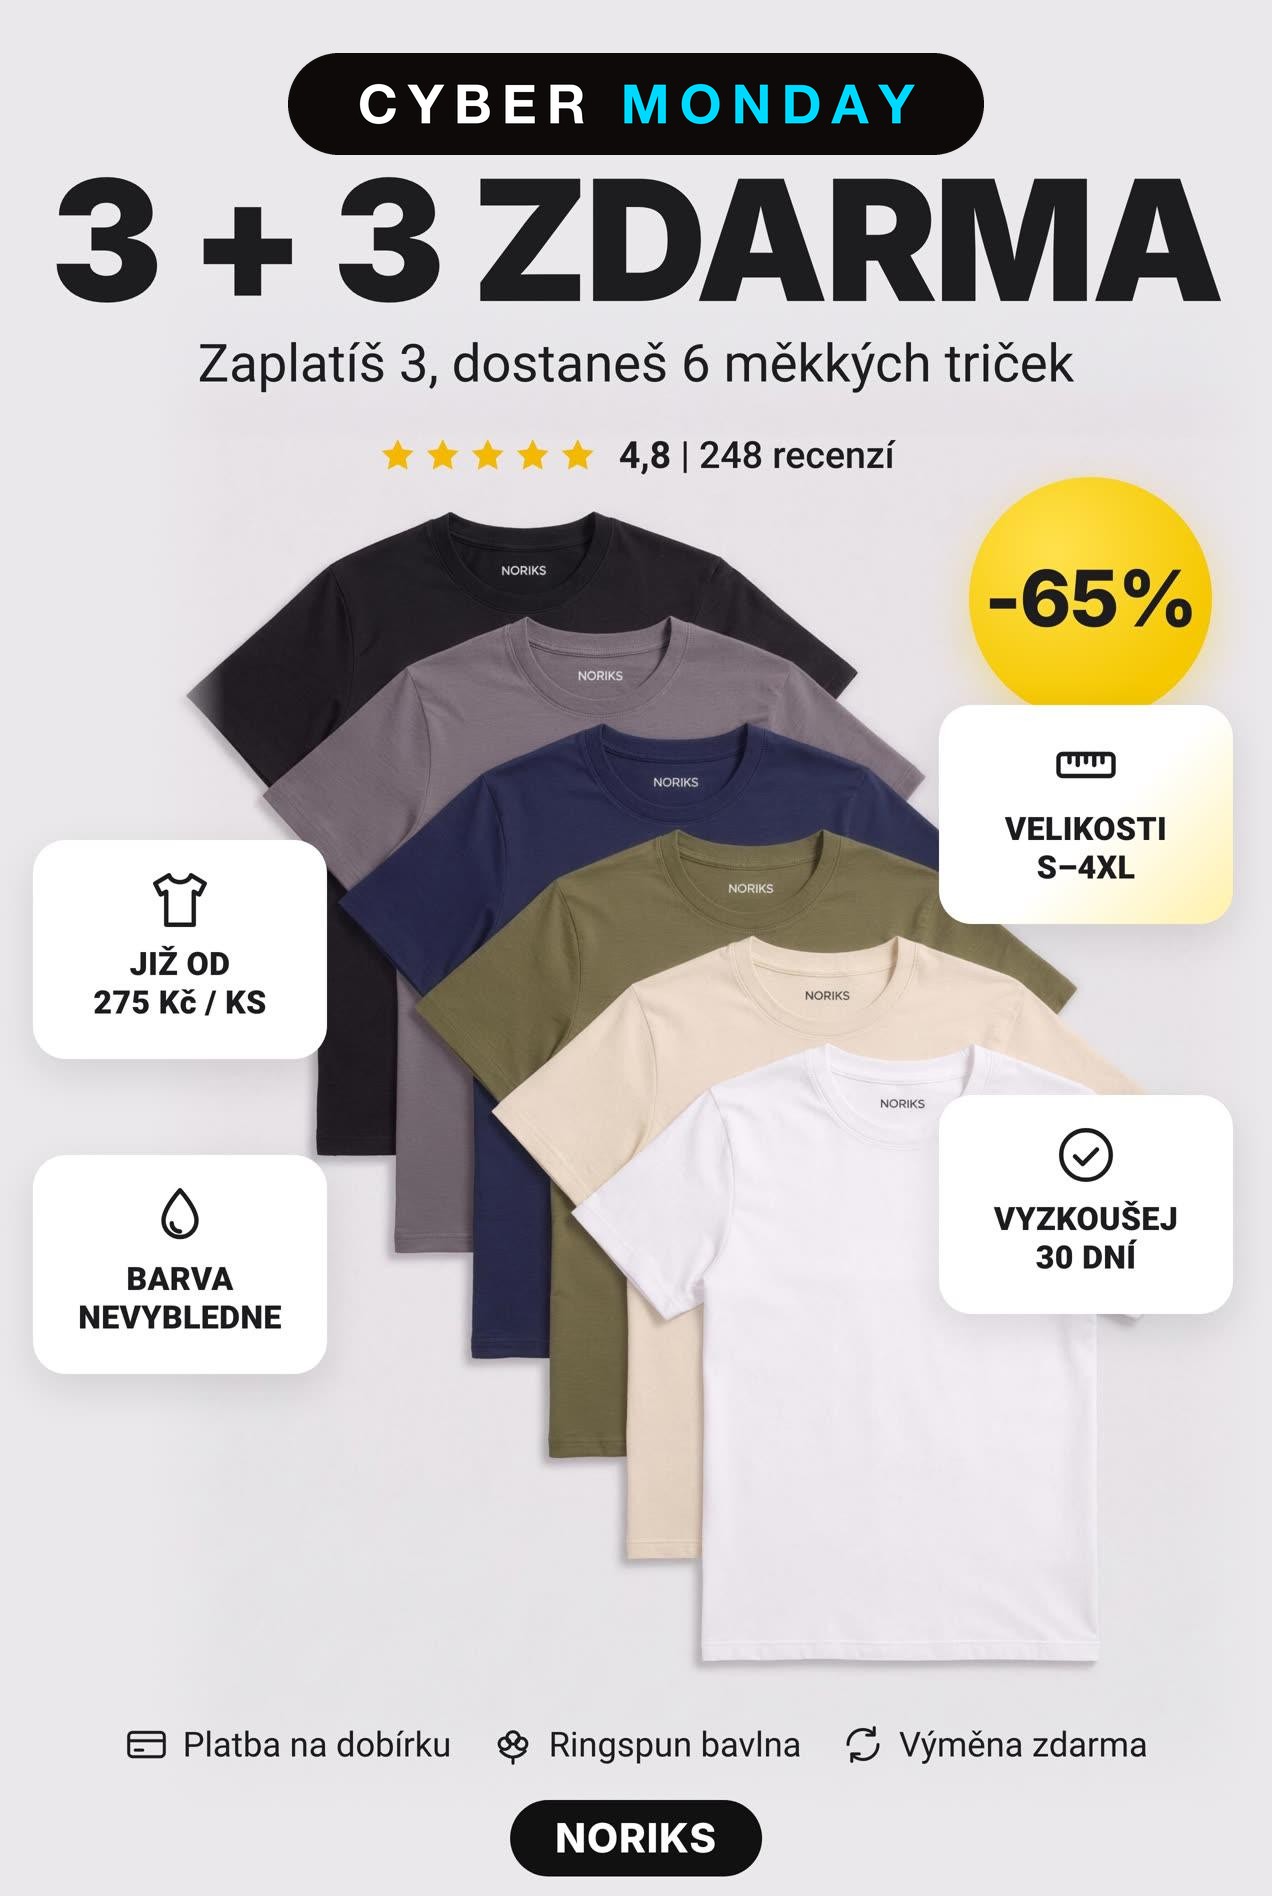 CYBER MONDAY
3 + 3 ZDARMA
Zaplatíš 3, dostaneš 6 měkkých triček
4,8 | 248 recenzí
-65%
NORIKS
NORIKS
NORIKS
NORIKS
NORIKS
NORIKS
VELIKOSTI
S–4XL
JIŽ OD
275 Kč / KS
VYZKOUŠEJ
30 DNÍ
BARVA
NEVYBLEDNE
Platba na dobírku
Ringspun bavlna
Výměna zdarma
NORIKS